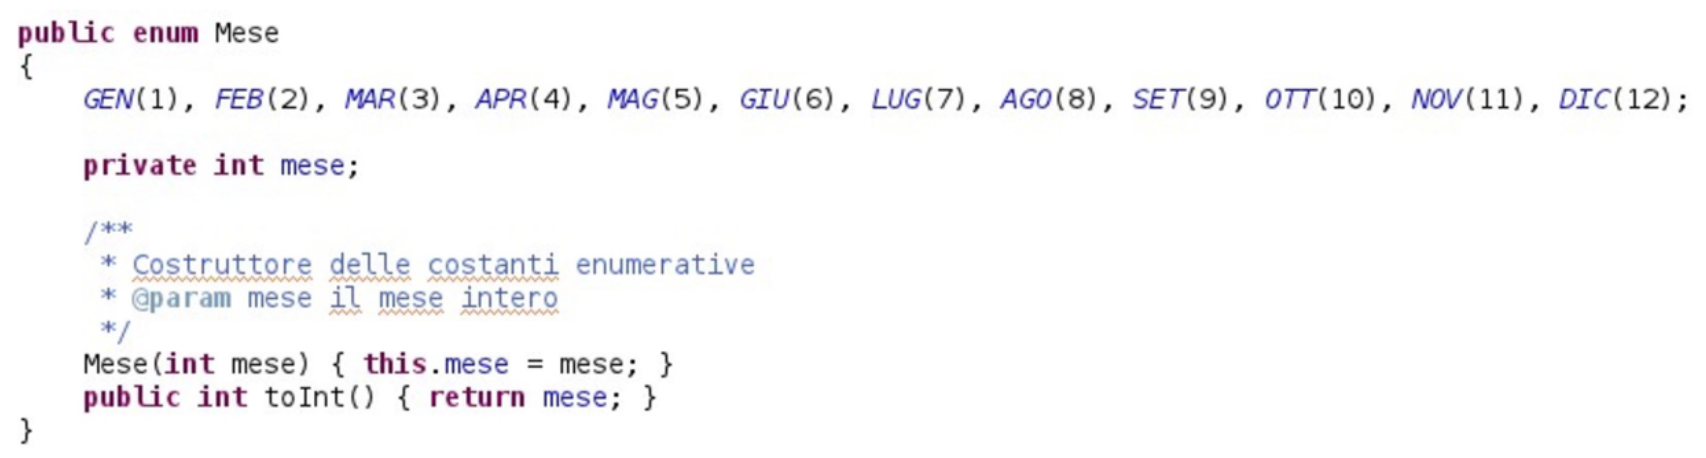 public enum Mese
{
GEN(1), FEB(2), MAR(3), APR(4), MAG(5), GIU(6), LUG(7), AGO(8), SET(9), OTT(10), NOV(11), DIC(12);
private int mese;
/**
* Costruttore delle costanti enumerative
* @param mese il mese intero
*/
Mese(int mese) { this.mese = mese; }
public int toInt() { return mese; }
}